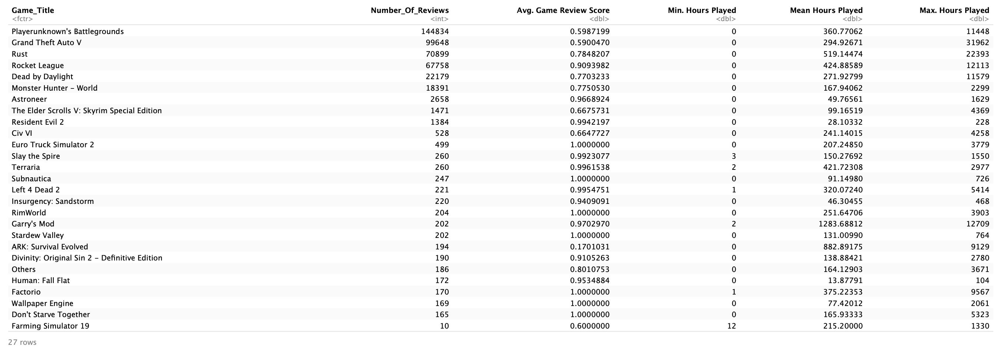 Game_Title Number_Of_Reviews Avg. Game Review Score Min. Hours Played Mean Hours Played Max. Hours Played
<fctr> <int> <dbl> <dbl> <dbl> <dbl>
Playerunknown's Battlegrounds 144834 0.5987199 0 360.77062 11448
Grand Theft Auto V 99648 0.5900470 0 294.92671 31962
Rust 70899 0.7848207 0 519.14474 22393
Rocket League 67758 0.9093982 0 424.88589 12113
Dead by Daylight 22179 0.7703233 0 271.92799 11579
Monster Hunter – World 18391 0.7750530 0 167.94062 2299
Astroneer 2658 0.9668924 0 49.76561 1629
The Elder Scrolls V: Skyrim Special Edition 1471 0.6675731 0 99.16519 4369
Resident Evil 2 1384 0.9942197 0 28.10332 228
Civ VI 528 0.6647727 0 241.14015 4258
Euro Truck Simulator 2 499 1.0000000 0 207.24850 3779
Slay the Spire 260 0.9923077 3 150.27692 1550
Terraria 260 0.9961538 2 421.72308 2977
Subnautica 247 1.0000000 0 91.14980 726
Left 4 Dead 2 221 0.9954751 1 320.07240 5414
Insurgency: Sandstorm 220 0.9409091 0 46.30455 468
RimWorld 204 1.0000000 0 251.64706 3903
Garry's Mod 202 0.9702970 2 1283.68812 12709
Stardew Valley 202 1.0000000 0 131.00990 764
ARK: Survival Evolved 194 0.1701031 0 882.89175 9129
Divinity: Original Sin 2 – Definitive Edition 190 0.9105263 0 138.88421 2780
Others 186 0.8010753 0 164.12903 3671
Human: Fall Flat 172 0.9534884 0 13.87791 104
Factorio 170 1.0000000 1 375.22353 9567
Wallpaper Engine 169 1.0000000 0 77.42012 2061
Don't Starve Together 165 1.0000000 0 165.93333 5323
Farming Simulator 19 10 0.6000000 12 215.20000 1330
27 rows